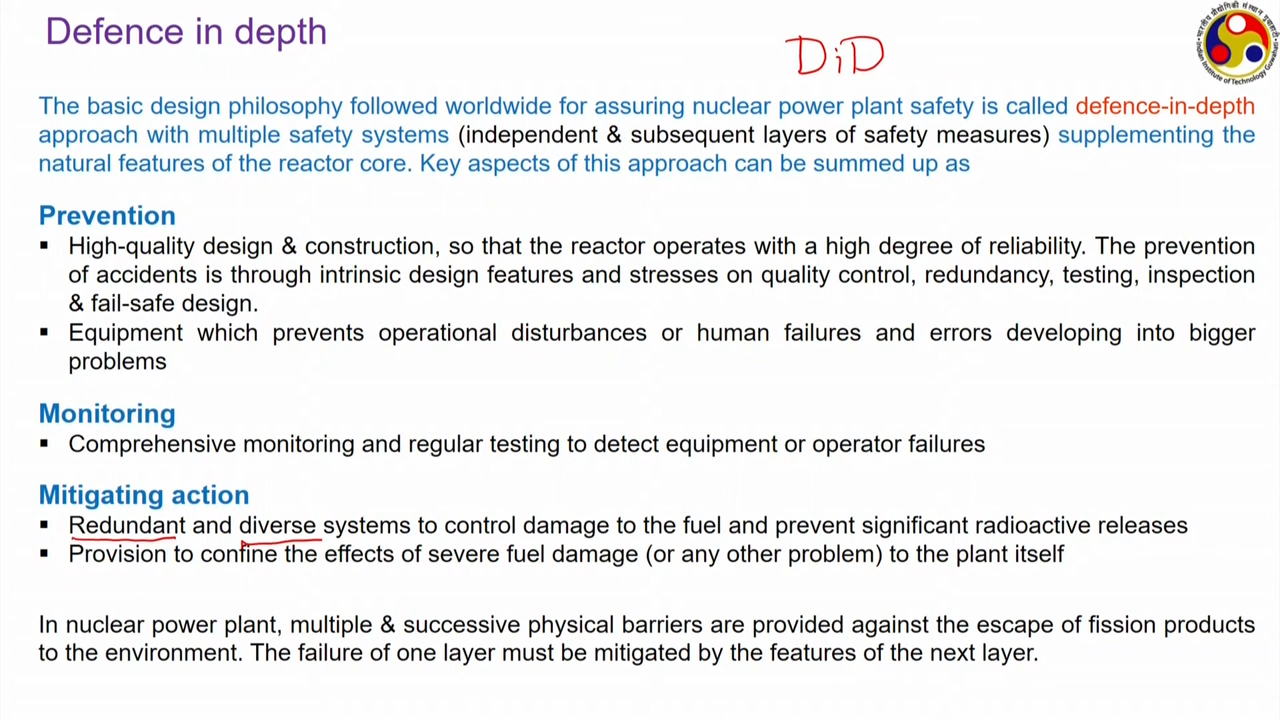 Defence in depth
DiD
The basic design philosophy followed worldwide for assuring nuclear power plant safety is called defence-in-depth
approach with multiple safety systems (independent & subsequent layers of safety measures) supplementing the
natural features of the reactor core. Key aspects of this approach can be summed up as
Prevention
▪ High-quality design & construction, so that the reactor operates with a high degree of reliability. The prevention
of accidents is through intrinsic design features and stresses on quality control, redundancy, testing, inspection
& fail-safe design.
▪ Equipment which prevents operational disturbances or human failures and errors developing into bigger
problems
Monitoring
▪ Comprehensive monitoring and regular testing to detect equipment or operator failures
Mitigating action
▪ Redundant and diverse systems to control damage to the fuel and prevent significant radioactive releases
▪ Provision to confine the effects of severe fuel damage (or any other problem) to the plant itself
In nuclear power plant, multiple & successive physical barriers are provided against the escape of fission products
to the environment. The failure of one layer must be mitigated by the features of the next layer.
Indian Institute of Technology Guwahati